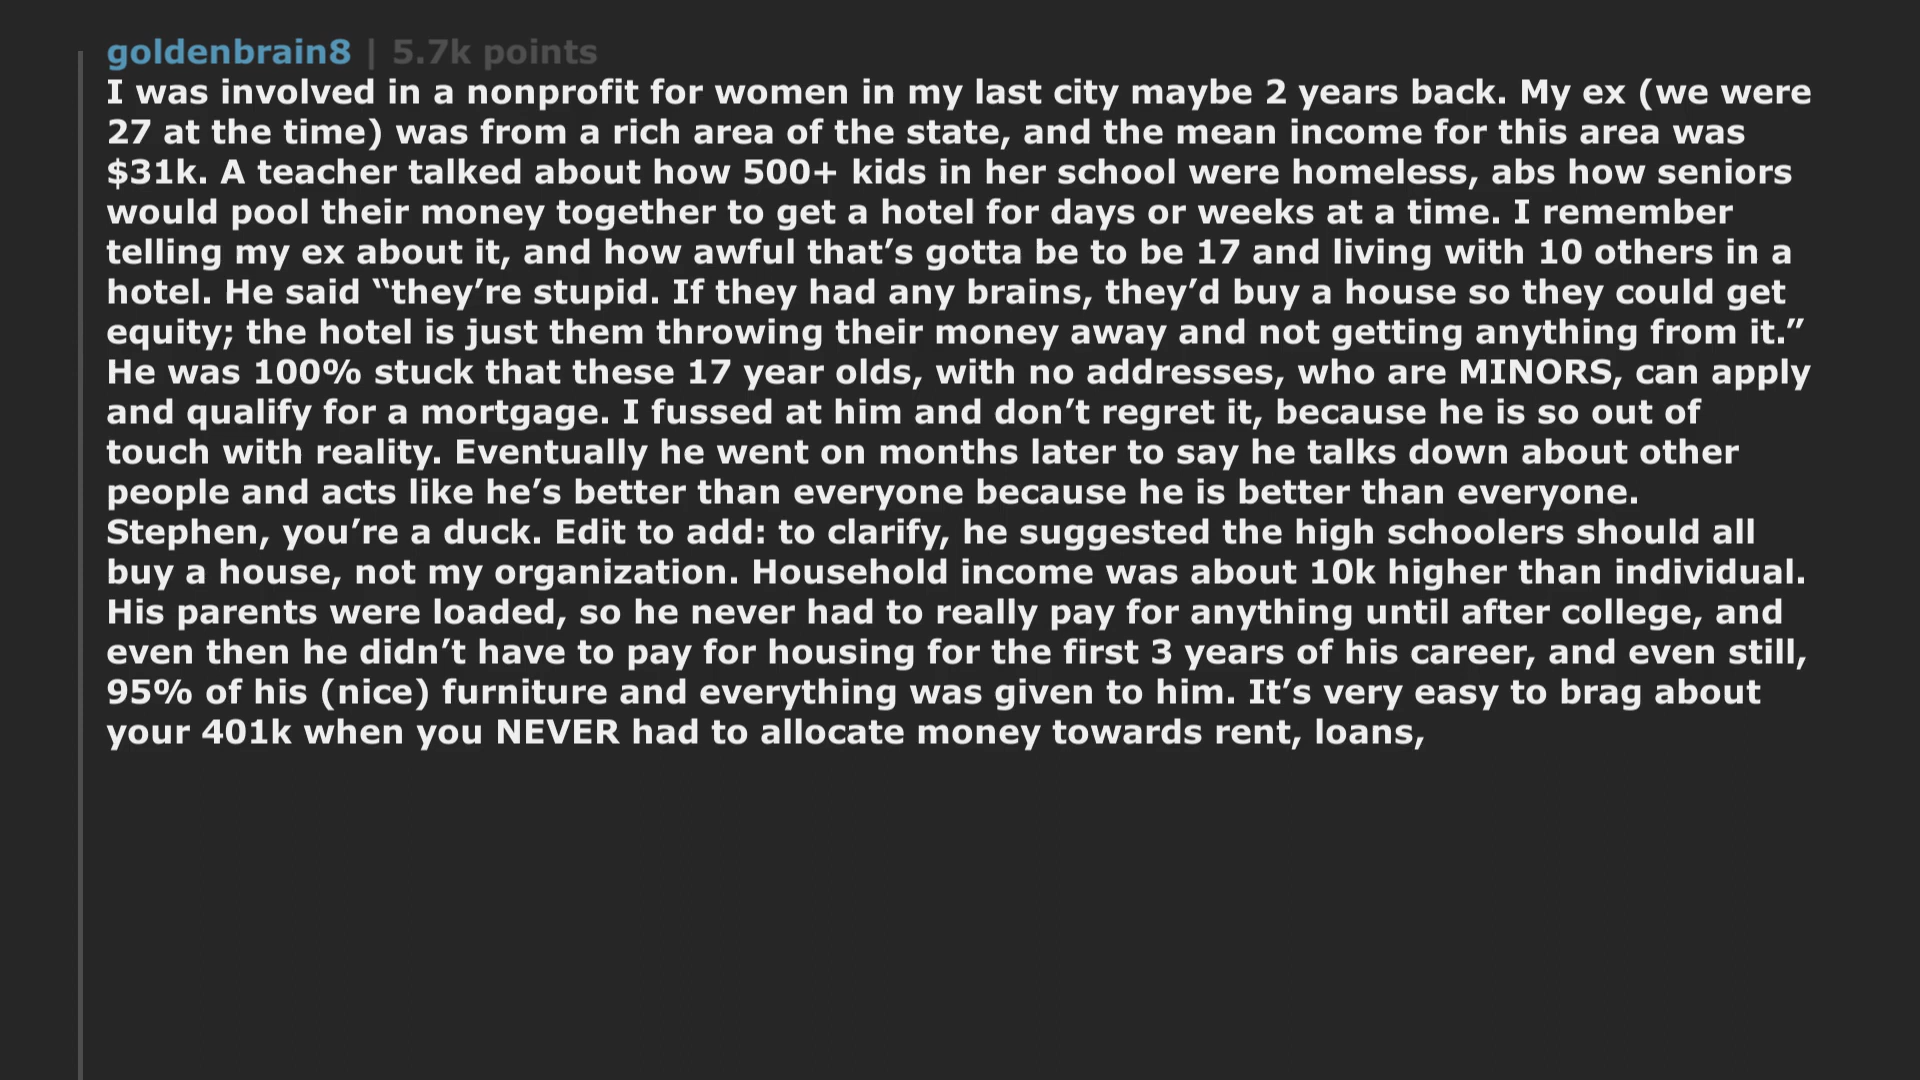 goldenbrain8 | 5.7k points
I was involved in a nonprofit for women in my last city maybe 2 years back. My ex (we were
27 at the time) was from a rich area of the state, and the mean income for this area was
$31k. A teacher talked about how 500+ kids in her school were homeless, abs how seniors
would pool their money together to get a hotel for days or weeks at a time. I remember
telling my ex about it, and how awful that’s gotta be to be 17 and living with 10 others in a
hotel. He said “they’re stupid. If they had any brains, they’d buy a house so they could get
equity; the hotel is just them throwing their money away and not getting anything from it.”
He was 100% stuck that these 17 year olds, with no addresses, who are MINORS, can apply
and qualify for a mortgage. I fussed at him and don’t regret it, because he is so out of
touch with reality. Eventually he went on months later to say he talks down about other
people and acts like he’s better than everyone because he is better than everyone.
Stephen, you’re a duck. Edit to add: to clarify, he suggested the high schoolers should all
buy a house, not my organization. Household income was about 10k higher than individual.
His parents were loaded, so he never had to really pay for anything until after college, and
even then he didn’t have to pay for housing for the first 3 years of his career, and even still,
95% of his (nice) furniture and everything was given to him. It’s very easy to brag about
your 401k when you NEVER had to allocate money towards rent, loans,